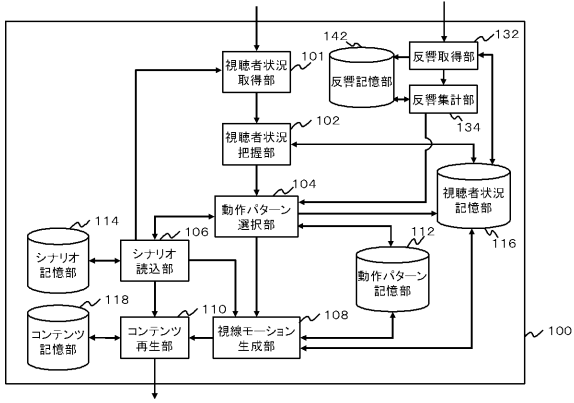 142
132
反響取得部
視聴者状況
取得部
101
反響記憶部
反響集計部
134
102
視聴者状況
把握部
104
視聴者状況
記憶部
116
動作パターン
選択部
114
シナリオ
記憶部
106
シナリオ
読込部
112
動作パターン
記憶部
118
コンテンツ
記憶部
110
コンテンツ
再生部
108
視線モーション
生成部
100